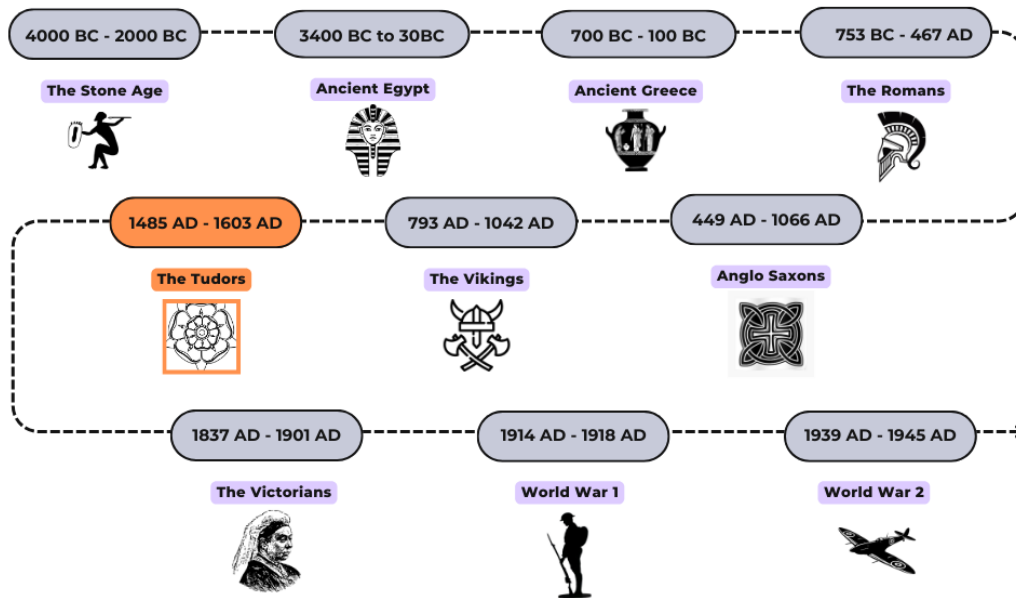 4000 BC - 2000 BC
3400 BC to 30BC
700 BC - 100 BC
753 BC - 467 AD
The Stone Age
Ancient Egypt
Ancient Greece
The Romans
1485 AD - 1603 AD
793 AD - 1042 AD
449 AD - 1066 AD
The Tudors
The Vikings
Anglo Saxons
1837 AD - 1901 AD
1914 AD - 1918 AD
1939 AD - 1945 AD
The Victorians
World War 1
World War 2